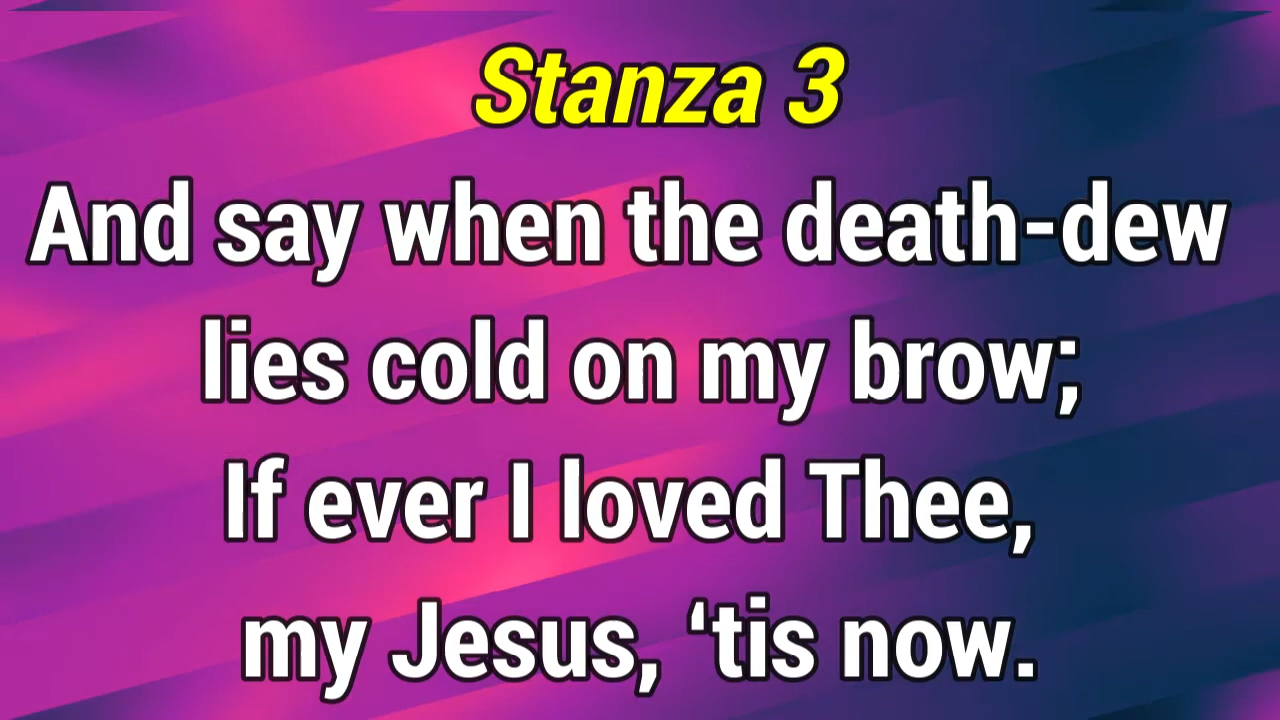 Stanza 3
And say when the death-dew
lies cold on my brow;
If ever I loved Thee,
my Jesus, ‘tis now.